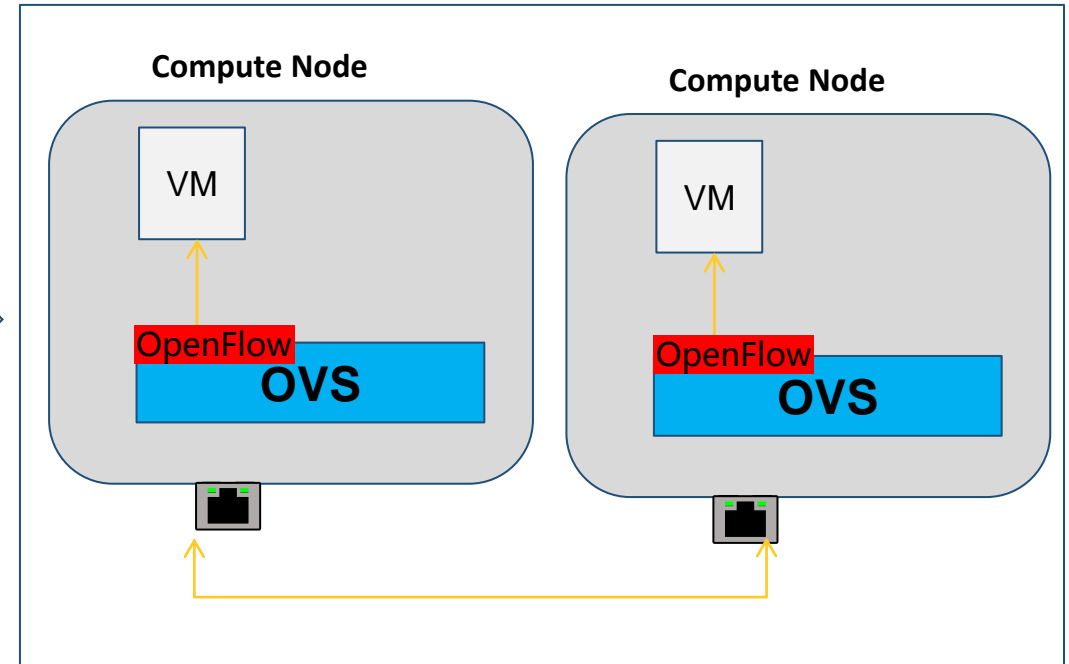 Compute Node
VM
OpenFlow
OVS
Compute Node
VM
OpenFlow
OVS